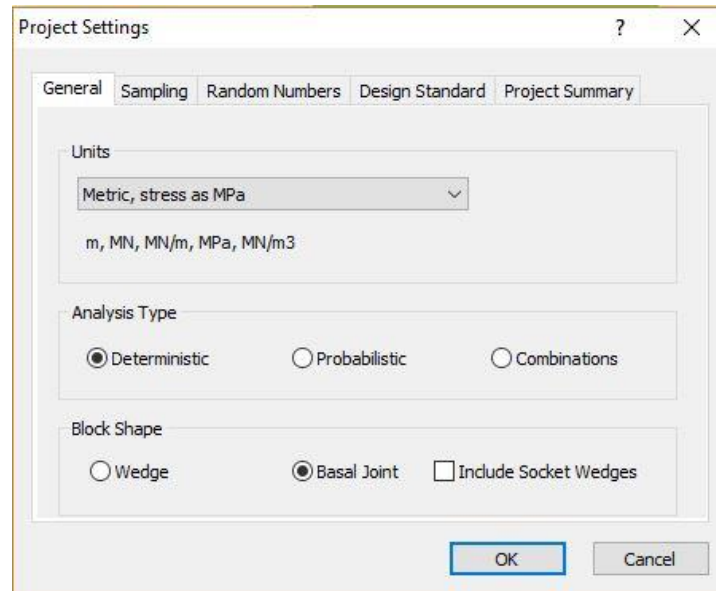 Project Settings ?
General Sampling Random Numbers Design Standard Project Summary
Units
Metric, stress as MPa
m, MN, MN/m, MPa, MN/m3
Analysis Type
Deterministic Probabilistic Combinations
Block Shape
Wedge Basal Joint Include Socket Wedges
OK Cancel